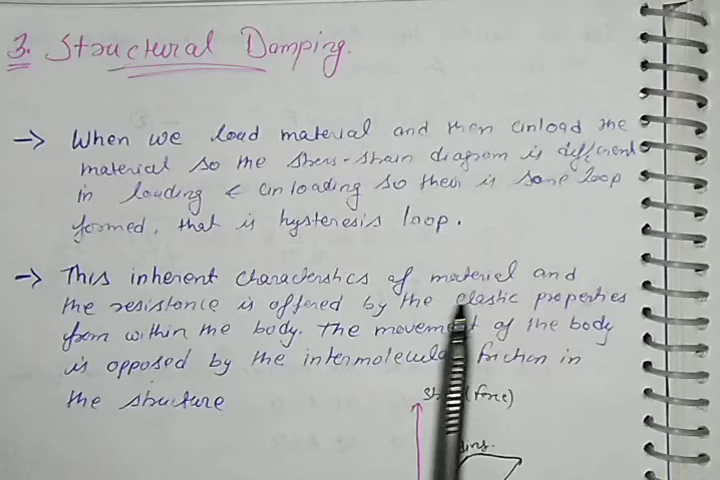 3. Structural Damping.
→ When we load material and then unload the
material so the stress-strain diagram is different
in loading & unloading so their is some loop
formed, that is hysteresis loop.
→ This inherent characterstics of material and
the resistance is offered by the elastic properties
from within the body. The movement of the body
is opposed by the intermolecular friction in
the structure
(force)